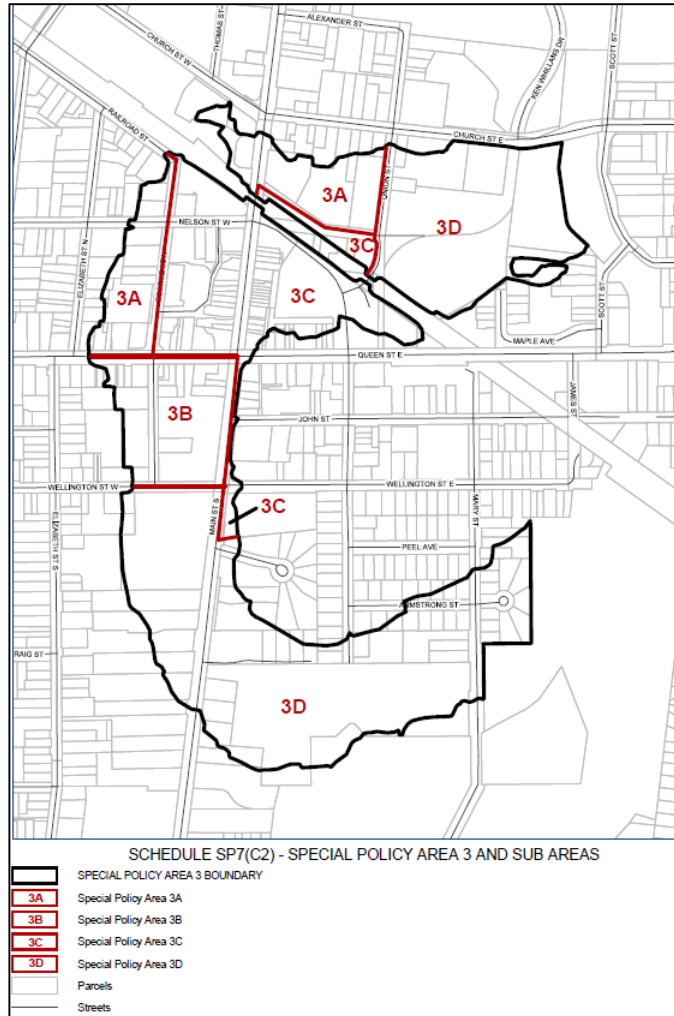 ALEXANDER ST
THOMAS ST
CHURCH ST W
SCOTT ST
KEN WHILLANS DR
RAILROAD ST
CHURCH ST E
3A
UNION ST
3D
NELSON ST W
3C
ELIZABETH ST N
3A
3C
SCOTT ST
MAPLE AVE
QUEEN ST E
3B
JAMES ST
JOHN ST
WELLINGTON ST W
WELLINGTON ST E
3C
MAIN ST S
MARY ST
ELIZABETH ST S
PEEL AVE
ARMSTRONG ST
RAIG ST
3D
SCHEDULE SP7(C2) - SPECIAL POLICY AREA 3 AND SUB AREAS
SPECIAL POLICY AREA 3 BOUNDARY
3A Special Policy Area 3A
3B Special Policy Area 3B
3C Special Policy Area 3C
3D Special Policy Area 3D
Parcels
Streets